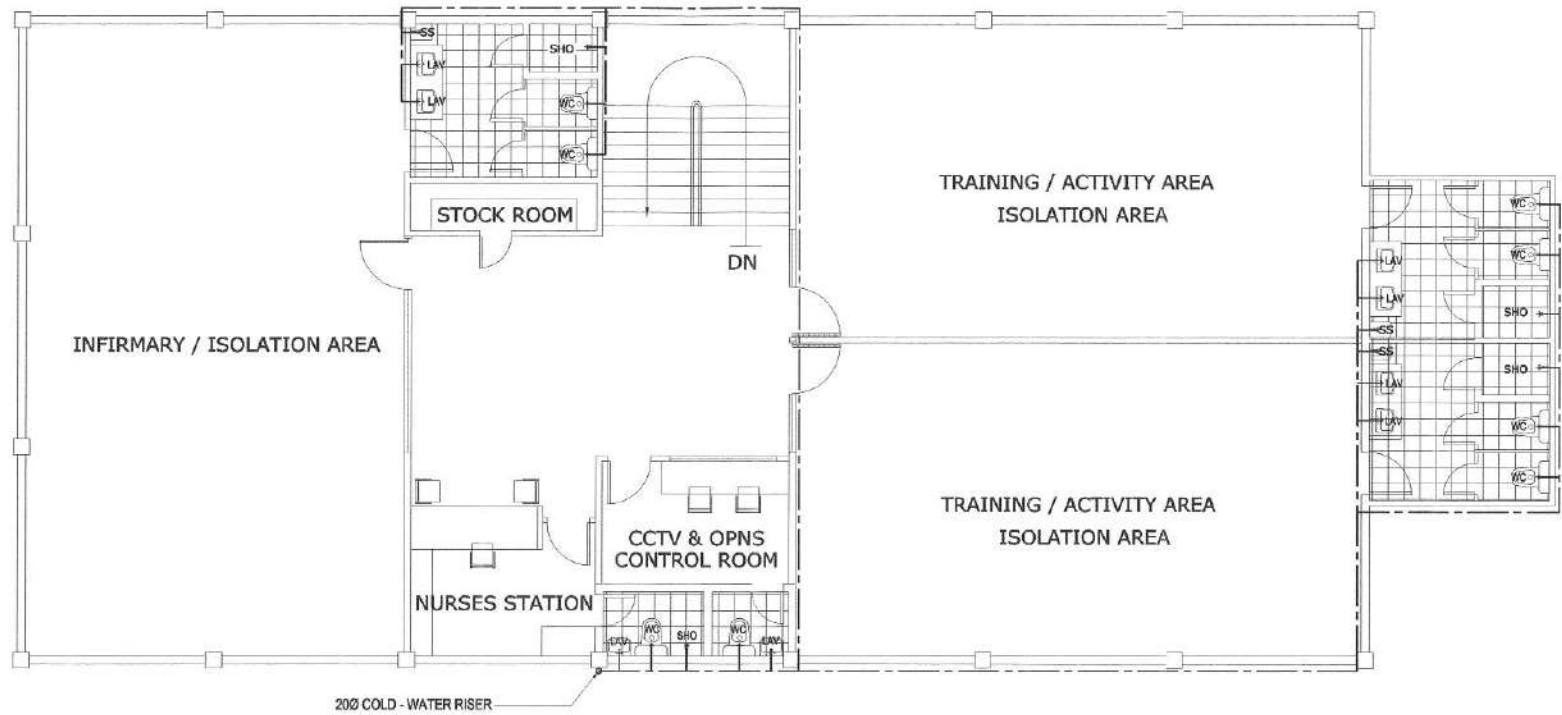 SS
SHO
LAV
LAV
WC
WC
STOCK ROOM
DN
TRAINING / ACTIVITY AREA
ISOLATION AREA
WC
WC
LAV
LAV
SHO
SS
SS
SHO
LAV
LAV
WC
WC
INFIRMARY / ISOLATION AREA
TRAINING / ACTIVITY AREA
ISOLATION AREA
CCTV & OPNS
CONTROL ROOM
NURSES STATION
LAV
WC
SHO
WC
LAV
20Ø COLD - WATER RISER